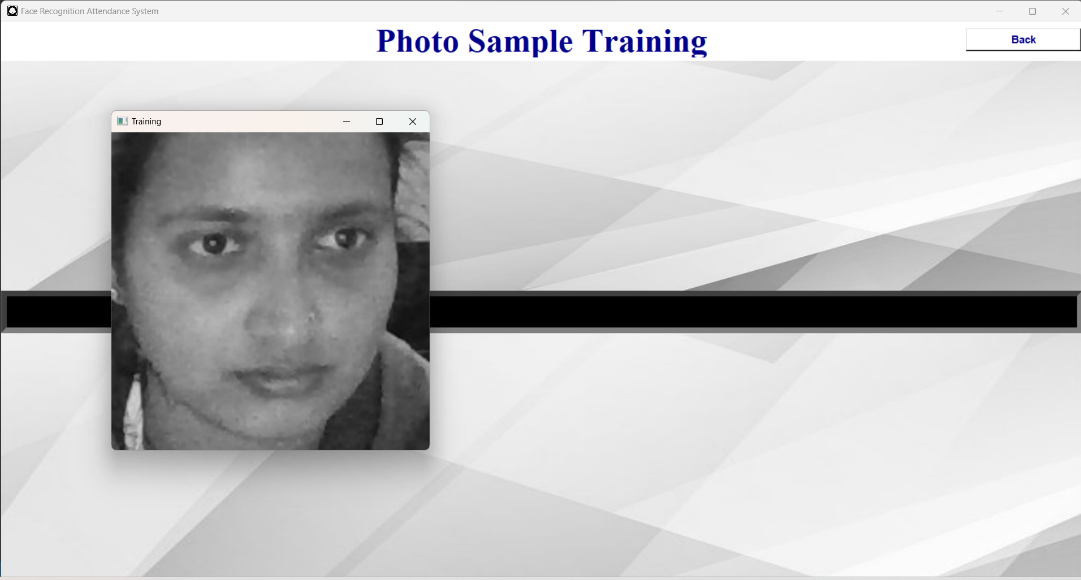 Face Recognition Attendance System
Photo Sample Training
Back
Training